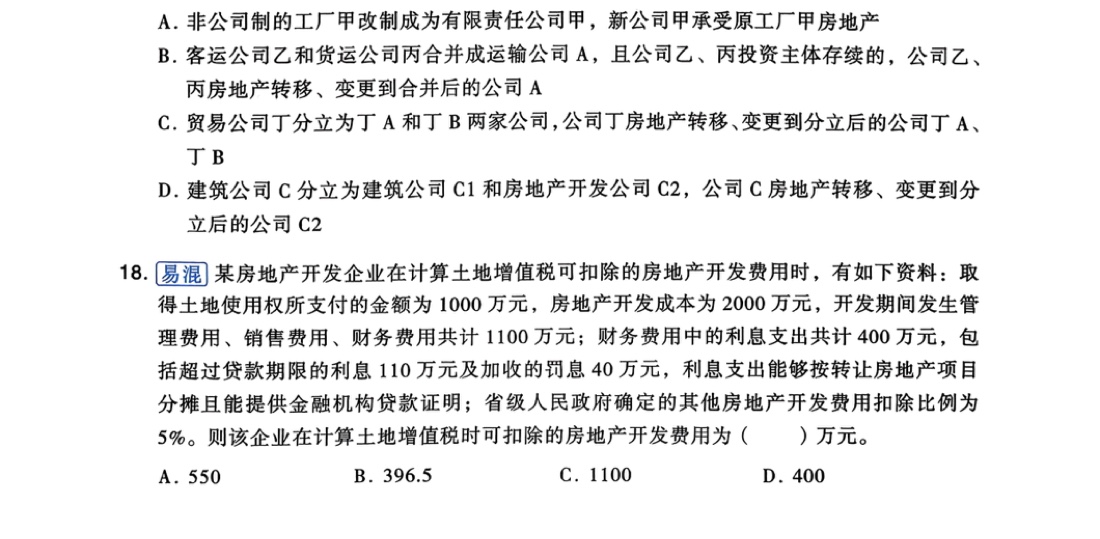 A. 非公司制的工厂甲改制成为有限责任公司甲，新公司甲承受原工厂甲房地产
B. 客运公司乙和货运公司丙合并成运输公司 A，且公司乙、丙投资主体存续的，公司乙、
丙房地产转移、变更到合并后的公司 A
C. 贸易公司丁分立为丁 A 和丁 B 两家公司，公司丁房地产转移、变更到分立后的公司丁 A、
丁 B
D. 建筑公司 C 分立为建筑公司 C1 和房地产开发公司 C2，公司 C 房地产转移、变更到分
立后的公司 C2
18. 易混 某房地产开发企业在计算土地增值税可扣除的房地产开发费用时，有如下资料：取
得土地使用权所支付的金额为 1000 万元，房地产开发成本为 2000 万元，开发期间发生管
理费用、销售费用、财务费用共计 1100 万元；财务费用中的利息支出共计 400 万元，包
括超过贷款期限的利息 110 万元及加收的罚息 40 万元，利息支出能够按转让房地产项目
分摊且能提供金融机构贷款证明；省级人民政府确定的其他房地产开发费用扣除比例为
5%。则该企业在计算土地增值税时可扣除的房地产开发费用为（　　）万元。
A. 550 B. 396.5 C. 1100 D. 400